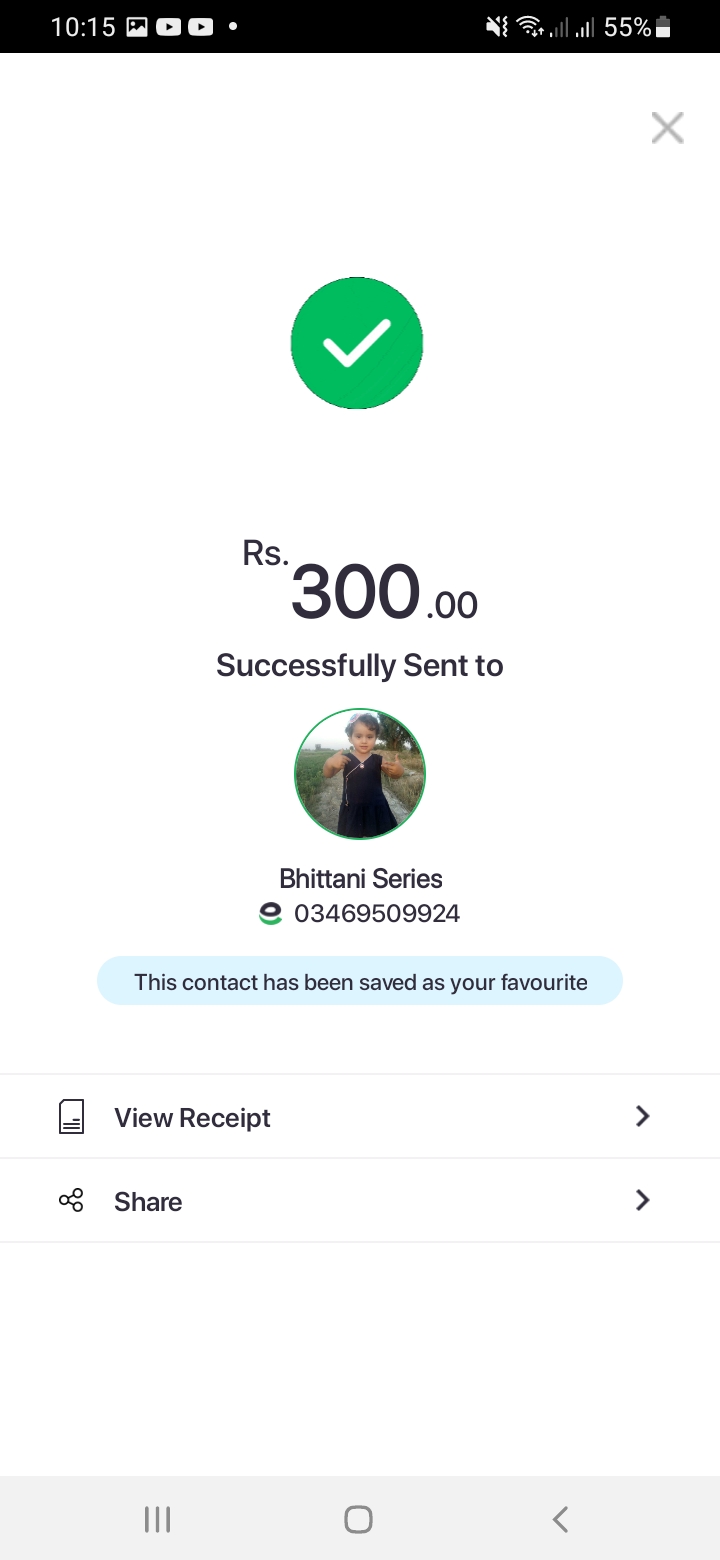 10:15
55%
Rs. 300.00
Successfully Sent to
Bhittani Series
03469509924
This contact has been saved as your favourite
View Receipt
Share